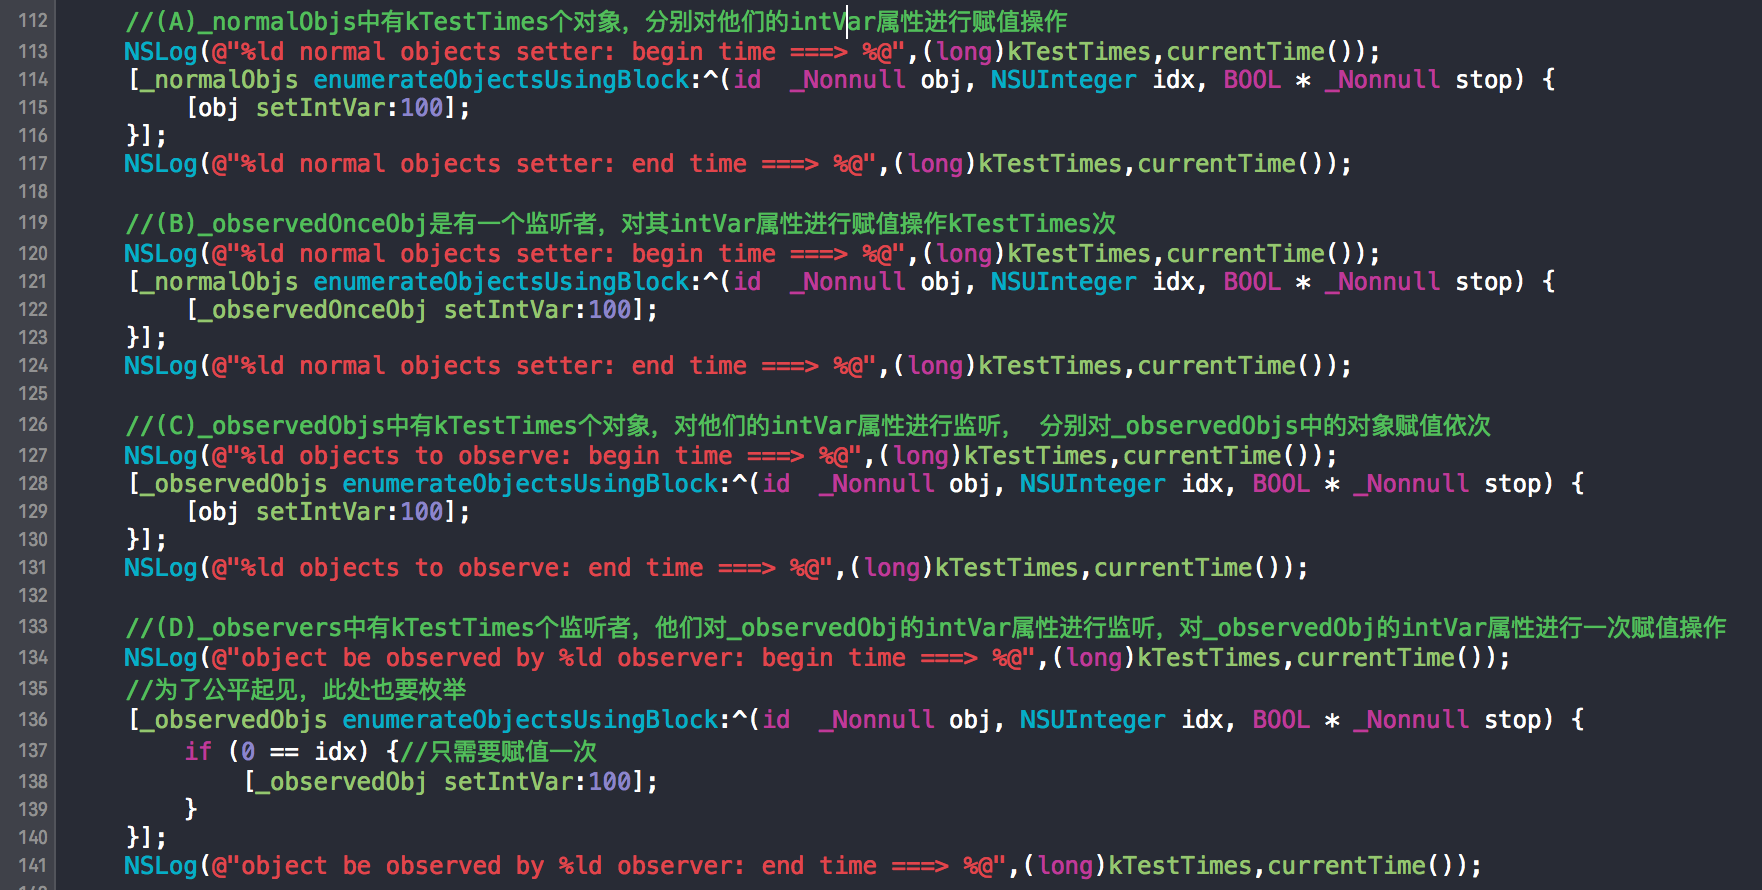 112 //(A)_normalObjs中有kTestTimes个对象，分别对他们的intVar属性进行赋值操作
113 NSLog(@"%ld normal objects setter: begin time ===> %@",(long)kTestTimes,currentTime());
114 [_normalObjs enumerateObjectsUsingBlock:^(id  _Nonnull obj, NSUInteger idx, BOOL * _Nonnull stop) {
115 [obj setIntVar:100];
116 }];
117 NSLog(@"%ld normal objects setter: end time ===> %@",(long)kTestTimes,currentTime());
118
119 //(B)_observedOnceObj是有一个监听者，对其intVar属性进行赋值操作kTestTimes次
120 NSLog(@"%ld normal objects setter: begin time ===> %@",(long)kTestTimes,currentTime());
121 [_normalObjs enumerateObjectsUsingBlock:^(id  _Nonnull obj, NSUInteger idx, BOOL * _Nonnull stop) {
122 [_observedOnceObj setIntVar:100];
123 }];
124 NSLog(@"%ld normal objects setter: end time ===> %@",(long)kTestTimes,currentTime());
125
126 //(C)_observedObjs中有kTestTimes个对象，对他们的intVar属性进行监听， 分别对_observedObjs中的对象赋值依次
127 NSLog(@"%ld objects to observe: begin time ===> %@",(long)kTestTimes,currentTime());
128 [_observedObjs enumerateObjectsUsingBlock:^(id  _Nonnull obj, NSUInteger idx, BOOL * _Nonnull stop) {
129 [obj setIntVar:100];
130 }];
131 NSLog(@"%ld objects to observe: end time ===> %@",(long)kTestTimes,currentTime());
132
133 //(D)_observers中有kTestTimes个监听者，他们对_observedObj的intVar属性进行监听，对_observedObj的intVar属性进行一次赋值操作
134 NSLog(@"object be observed by %ld observer: begin time ===> %@",(long)kTestTimes,currentTime());
135 //为了公平起见，此处也要枚举
136 [_observedObjs enumerateObjectsUsingBlock:^(id  _Nonnull obj, NSUInteger idx, BOOL * _Nonnull stop) {
137 if (0 == idx) {//只需要赋值一次
138 [_observedObj setIntVar:100];
139 }
140 }];
141 NSLog(@"object be observed by %ld observer: end time ===> %@",(long)kTestTimes,currentTime());